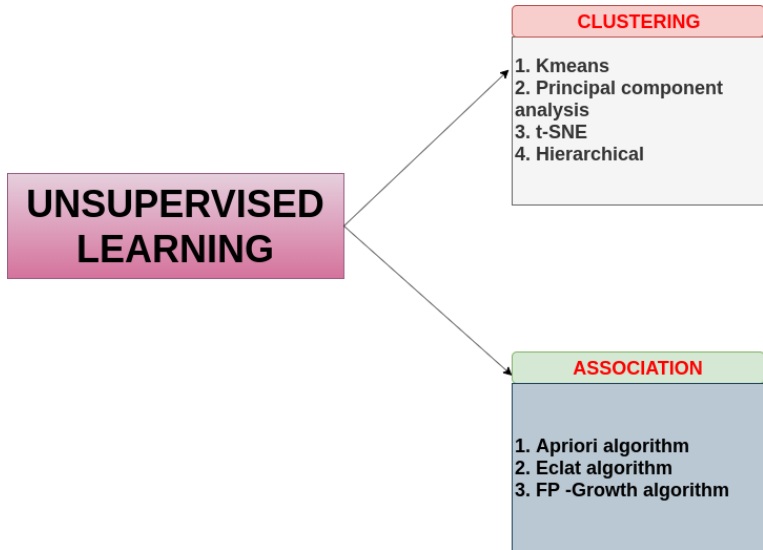 CLUSTERING
1. Kmeans
2. Principal component
analysis
3. t-SNE
4. Hierarchical
UNSUPERVISED
LEARNING
ASSOCIATION
1. Apriori algorithm
2. Eclat algorithm
3. FP -Growth algorithm